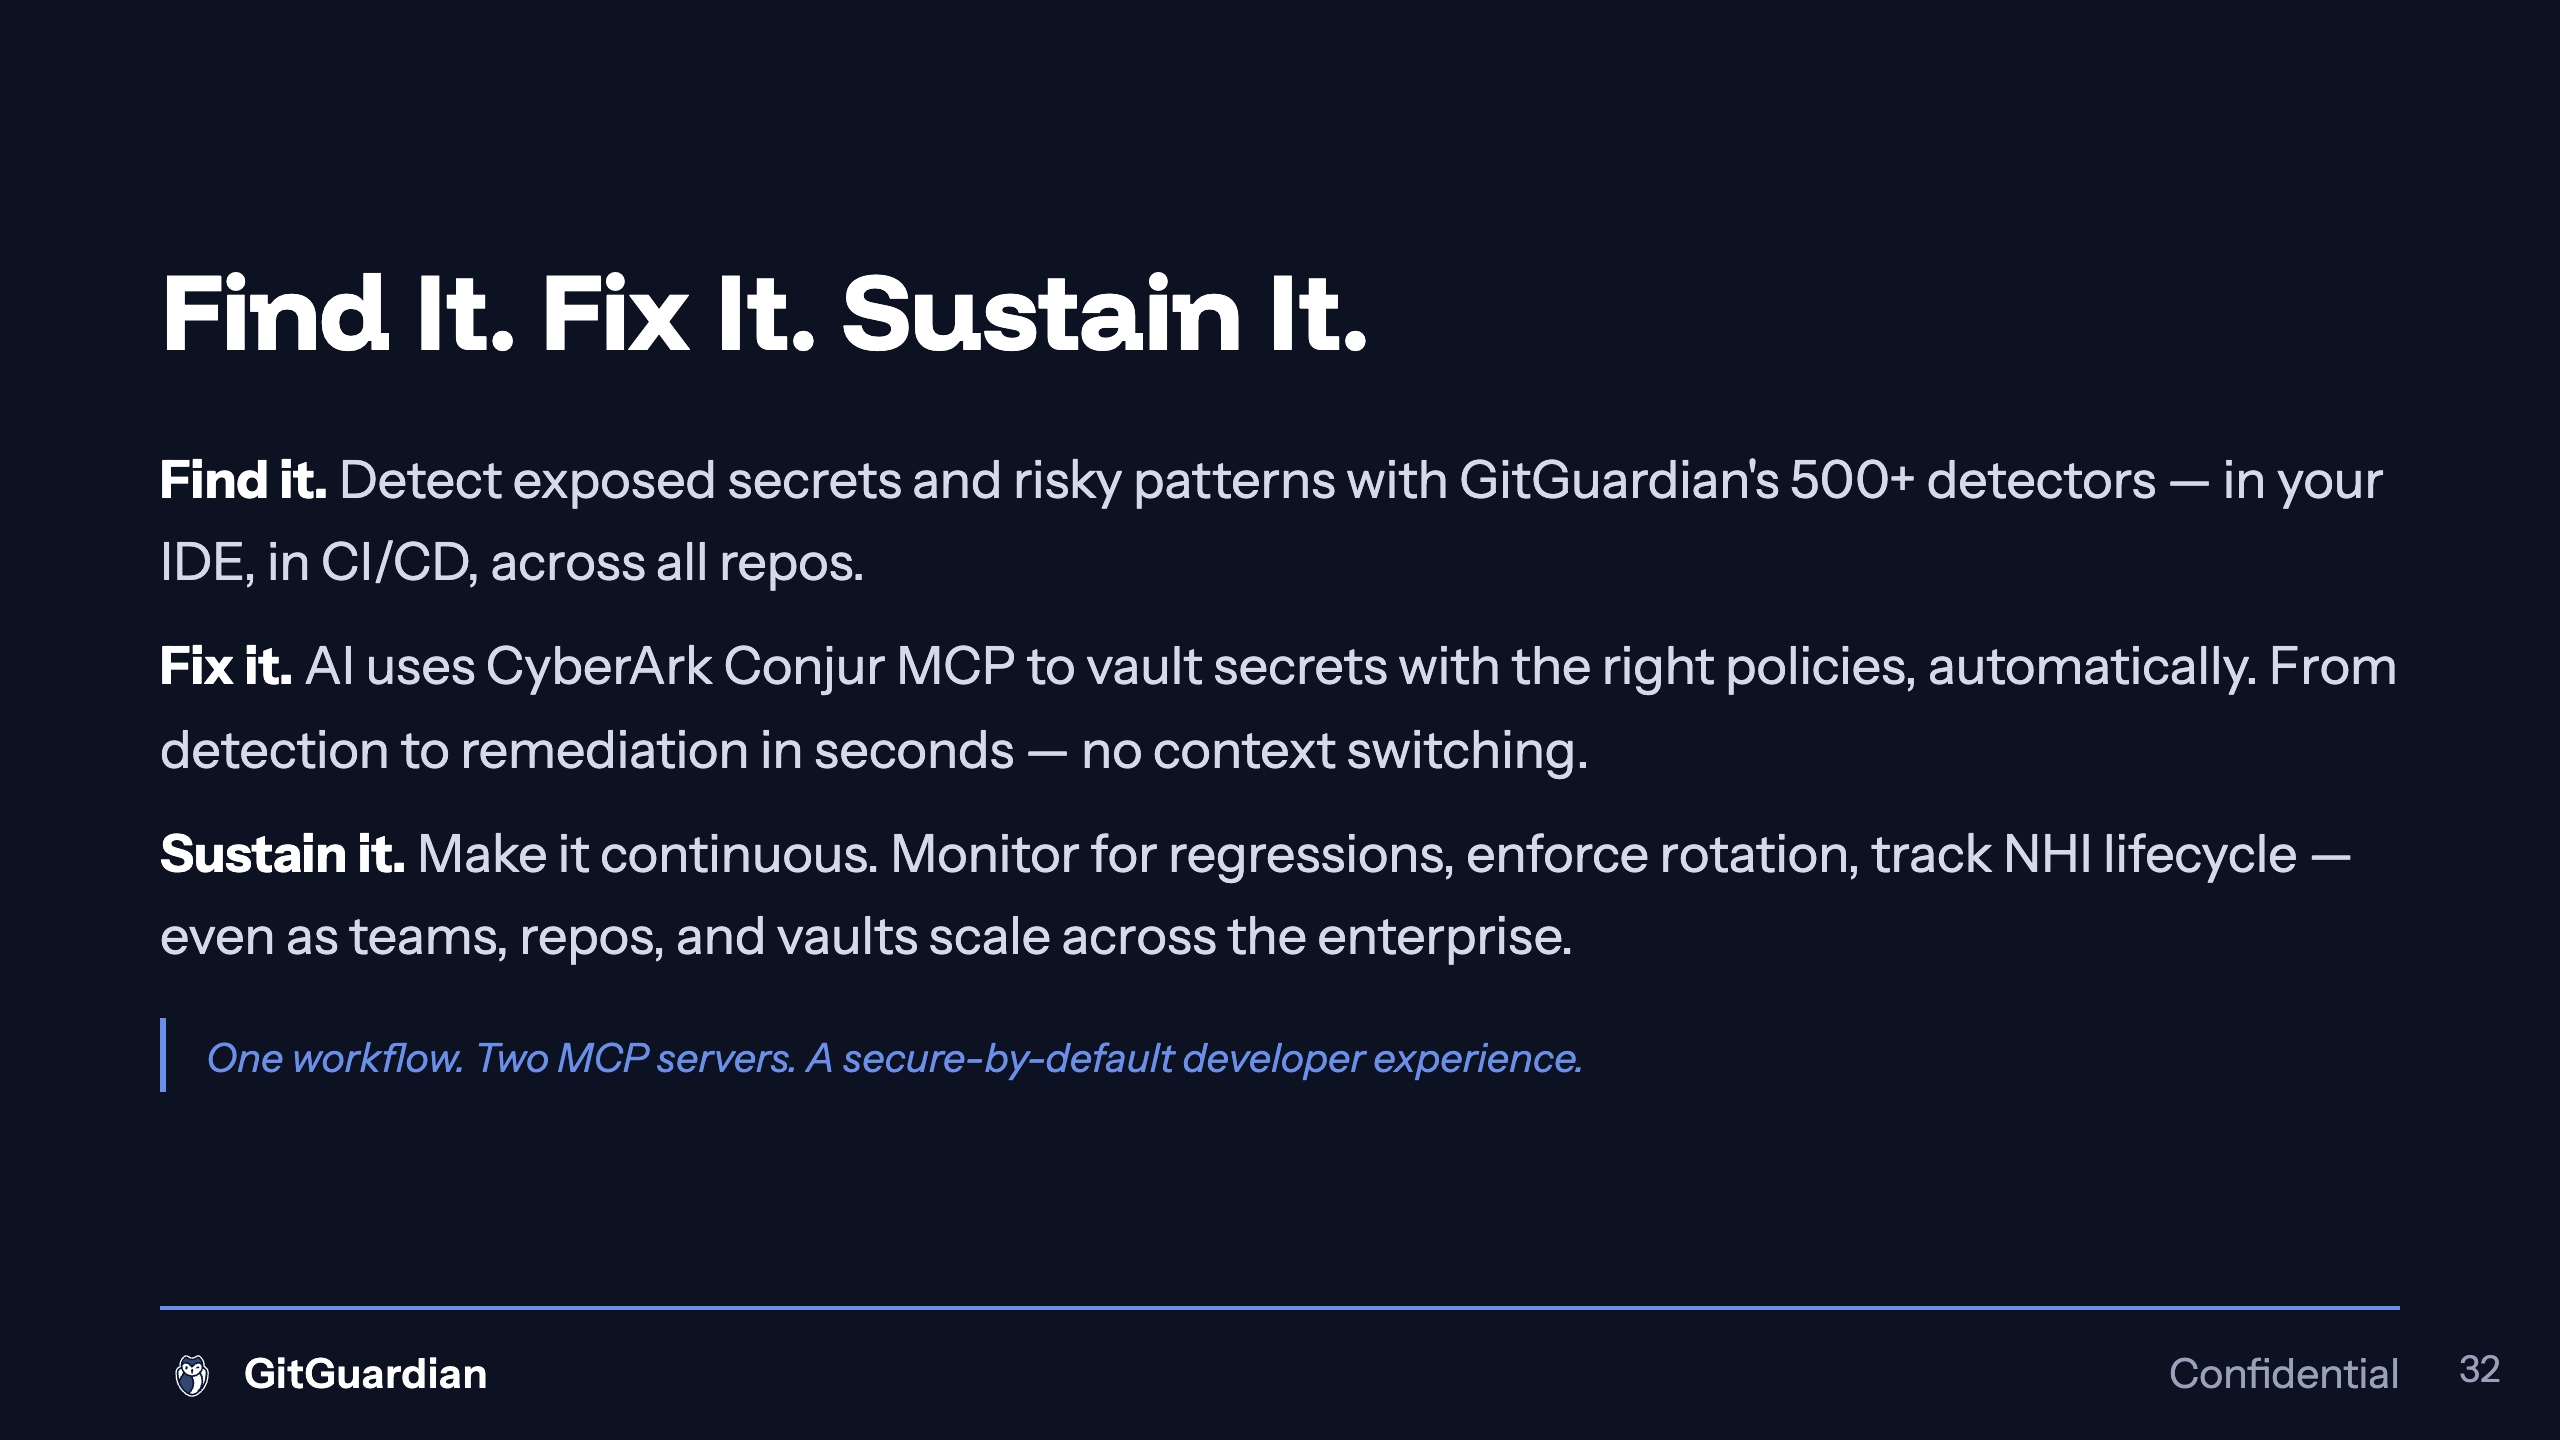 Find It. Fix It. Sustain It.
Find it. Detect exposed secrets and risky patterns with GitGuardian's 500+ detectors — in your
IDE, in CI/CD, across all repos.
Fix it. AI uses CyberArk Conjur MCP to vault secrets with the right policies, automatically. From
detection to remediation in seconds — no context switching.
Sustain it. Make it continuous. Monitor for regressions, enforce rotation, track NHI lifecycle —
even as teams, repos, and vaults scale across the enterprise.
One workflow. Two MCP servers. A secure-by-default developer experience.
GitGuardian
Confidential
32